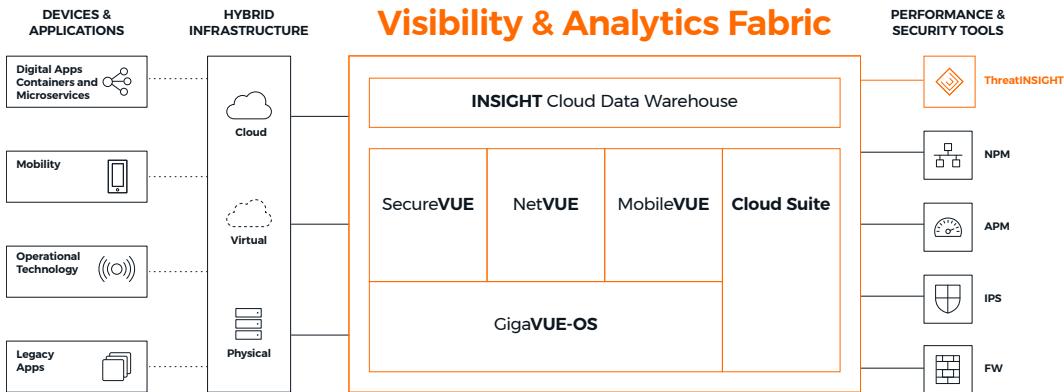 DEVICES &
APPLICATIONS
HYBRID
INFRASTRUCTURE
Visibility & Analytics Fabric
PERFORMANCE &
SECURITY TOOLS
Digital Apps
Containers and
Microservices
Mobility
Operational
Technology
Legacy
Apps
Cloud
Virtual
Physical
INSIGHT Cloud Data Warehouse
SecureVUE
NetVUE
MobileVUE
Cloud Suite
GigaVUE-OS
ThreatINSIGHT
NPM
APM
IPS
FW